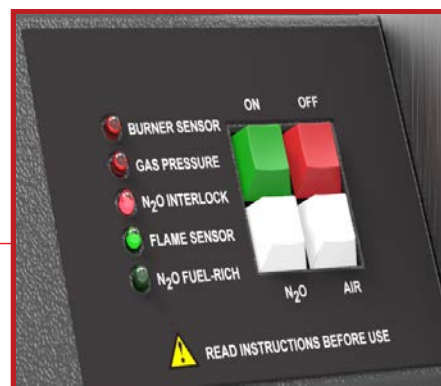 ON OFF
BURNER SENSOR
GAS PRESSURE
N₂O INTERLOCK
FLAME SENSOR
N₂O FUEL-RICH
N₂O AIR
READ INSTRUCTIONS BEFORE USE